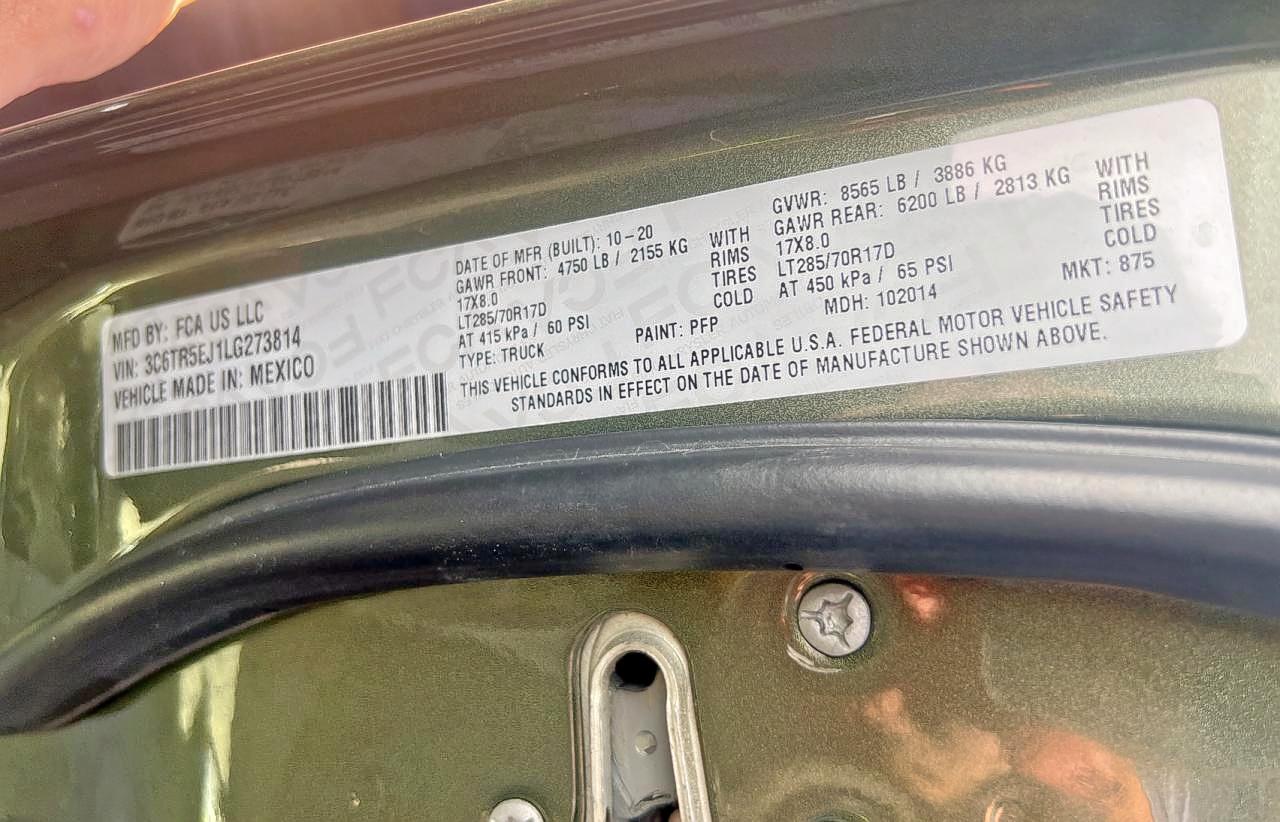 MFD BY: FCA US LLC
VIN: 3C6TR5EJ1LG273814
VEHICLE MADE IN: MEXICO
DATE OF MFR (BUILT): 10-20
GAWR FRONT: 4750 LB / 2155 KG WITH
17X8.0 RIMS
LT285/70R17D TIRES
AT 415 kPa / 60 PSI COLD
TYPE: TRUCK PAINT: PFP
GVWR: 8565 LB / 3886 KG
GAWR REAR: 6200 LB / 2813 KG WITH
17X8.0 RIMS
LT285/70R17D TIRES
AT 450 kPa / 65 PSI COLD
MDH: 102014 MKT: 875
THIS VEHICLE CONFORMS TO ALL APPLICABLE U.S.A. FEDERAL MOTOR VEHICLE SAFETY
STANDARDS IN EFFECT ON THE DATE OF MANUFACTURE SHOWN ABOVE.